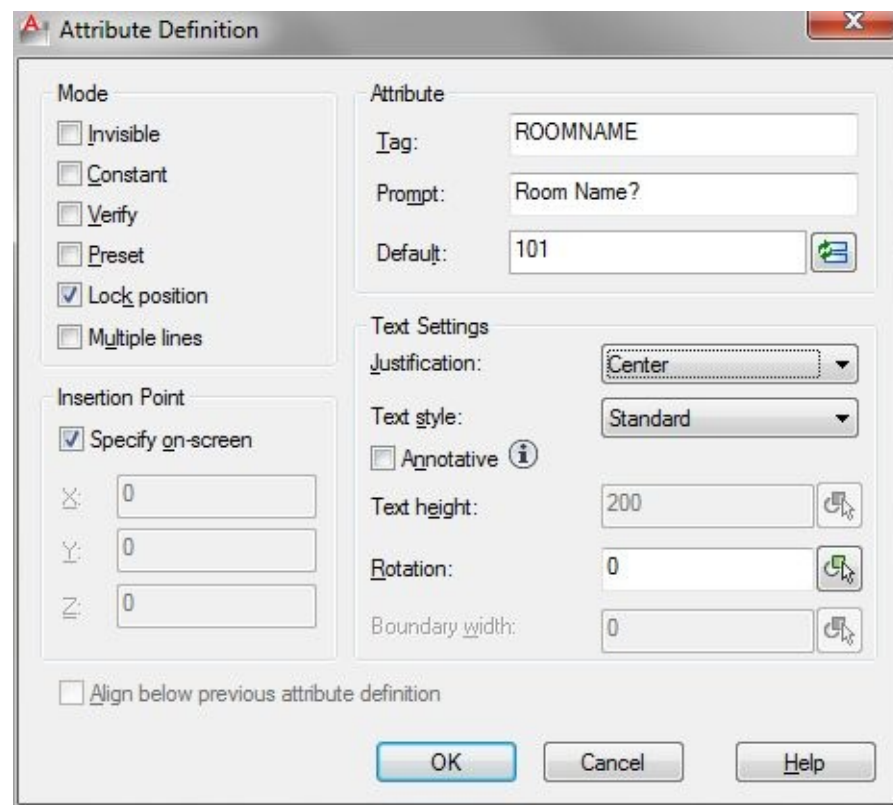 Attribute Definition
Mode
Invisible
Constant
Verify
Preset
Lock position
Multiple lines
Insertion Point
Specify on-screen
X: 0
Y: 0
Z: 0
Attribute
Tag: ROOMNAME
Prompt: Room Name?
Default: 101
Text Settings
Justification: Center
Text style: Standard
Annotative
Text height: 200
Rotation: 0
Boundary width: 0
Align below previous attribute definition
OK Cancel Help